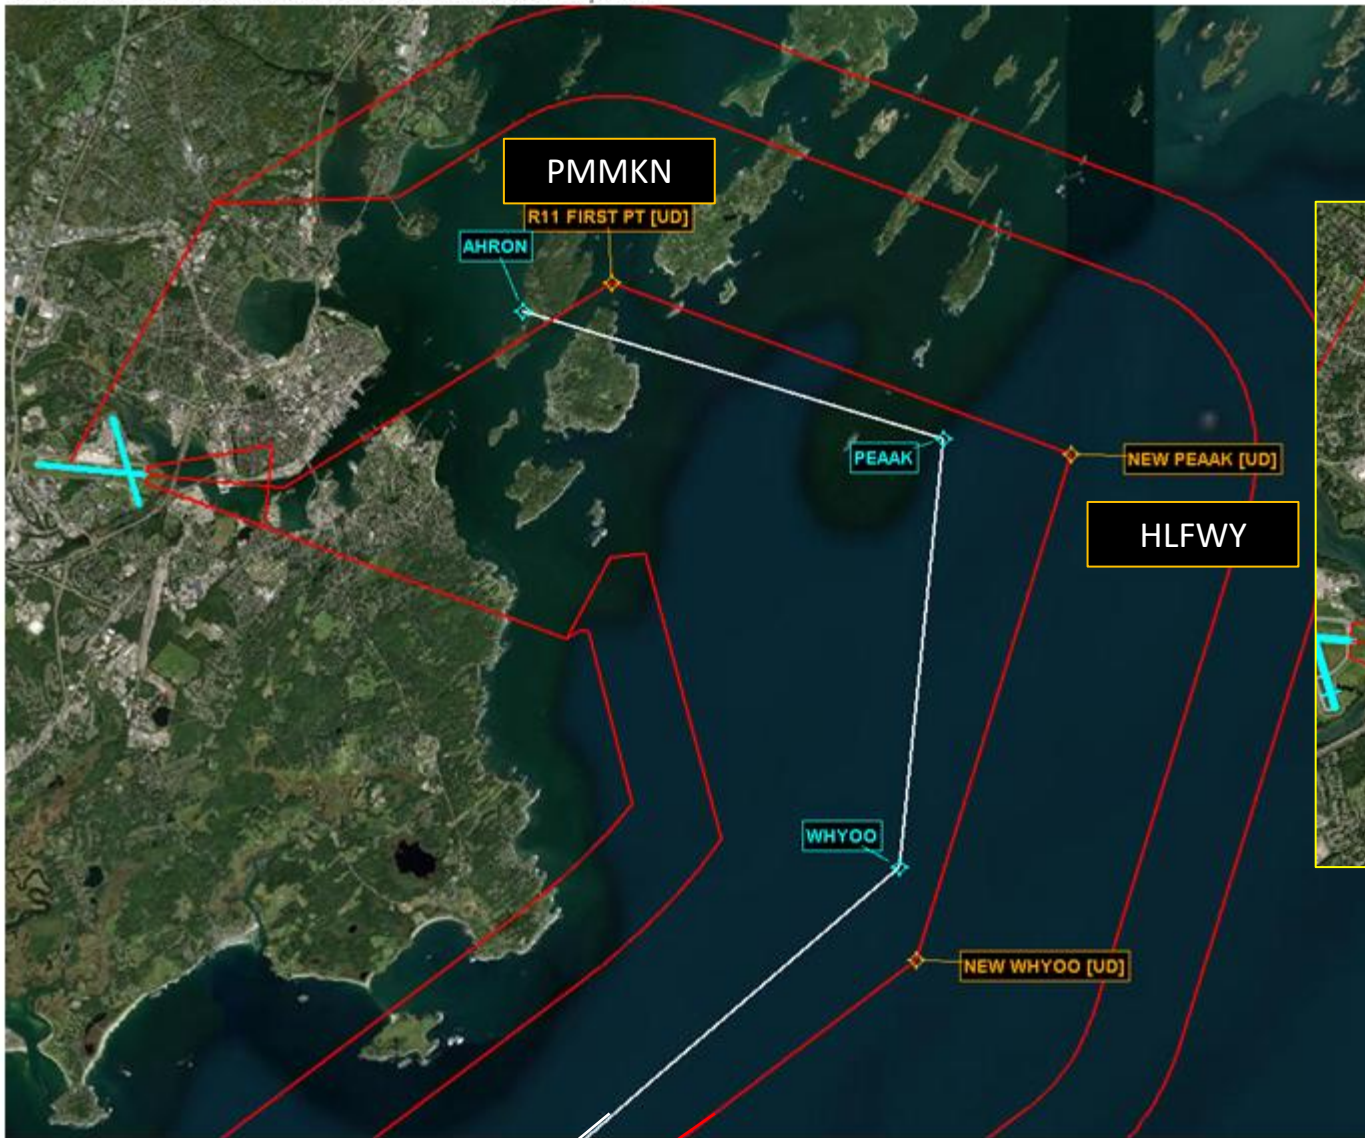 PMMKN
R11 FIRST PT [UD]
AHRON
PEAAK
NEW PEAAK [UD]
HLFWY
WHYOO
NEW WHYOO [UD]